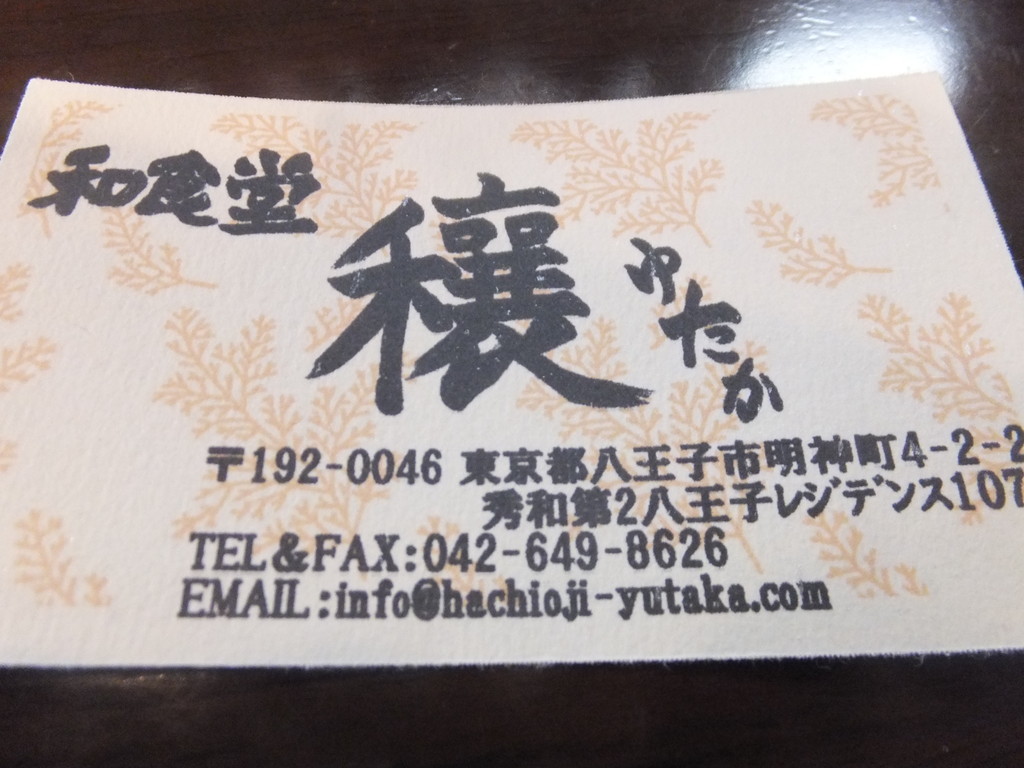 和食堂
穣
ゆたか
〒192-0046 東京都八王子市明神町4-2-2
秀和第2八王子レジデンス107
TEL&FAX:042-649-8626
EMAIL:info@hachioji-yutaka.com